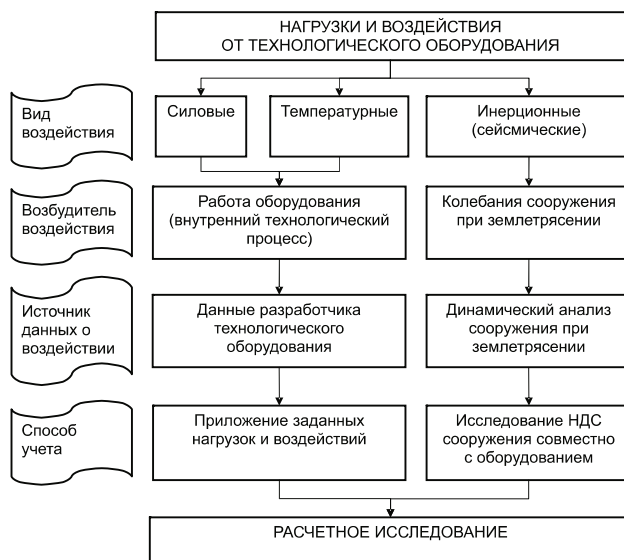 НАГРУЗКИ И ВОЗДЕЙСТВИЯ
ОТ ТЕХНОЛОГИЧЕСКОГО ОБОРУДОВАНИЯ
Вид
воздействия
Силовые
Температурные
Инерционные
(сейсмические)
Возбудитель
воздействия
Работа оборудования
(внутренний технологический
процесс)
Колебания сооружения
при землетрясении
Источник
данных о
воздействии
Данные разработчика
технологического
оборудования
Динамический анализ
сооружения при
землетрясении
Способ
учета
Приложение заданных
нагрузок и воздействий
Исследование НДС
сооружения совместно
с оборудованием
РАСЧЕТНОЕ ИССЛЕДОВАНИЕ